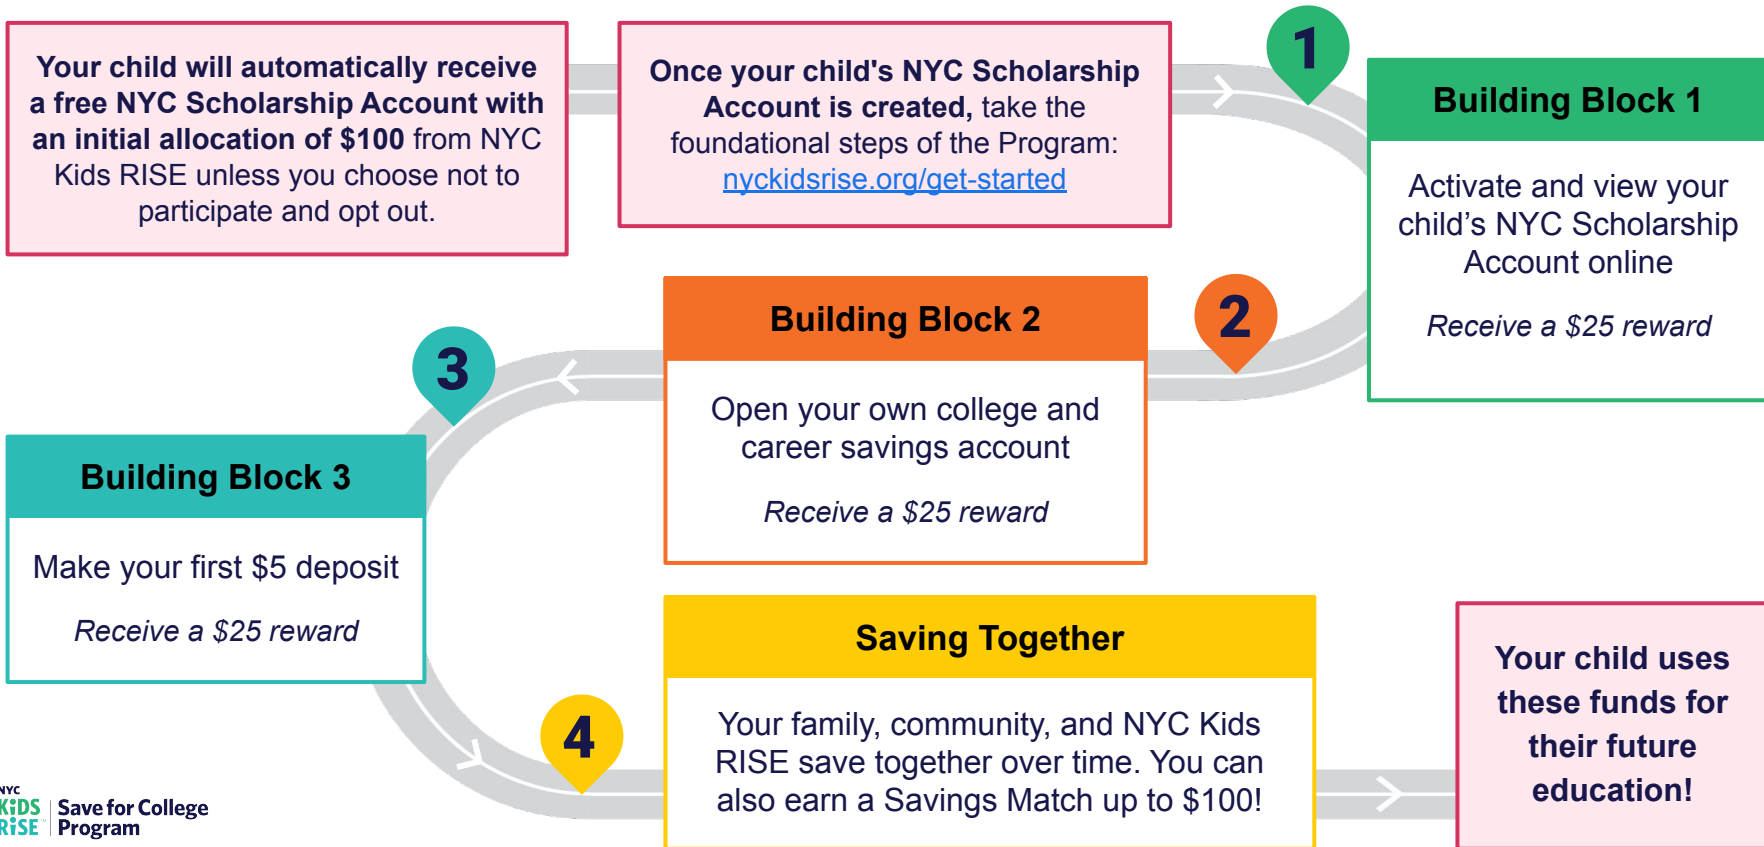 Your child will automatically receive
a free NYC Scholarship Account with
an initial allocation of $100 from NYC
Kids RISE unless you choose not to
participate and opt out.
Once your child's NYC Scholarship
Account is created, take the
foundational steps of the Program:
nyckidsrise.org/get-started
1
Building Block 1
Activate and view your
child’s NYC Scholarship
Account online
Receive a $25 reward
2
Building Block 2
Open your own college and
career savings account
Receive a $25 reward
3
Building Block 3
Make your first $5 deposit
Receive a $25 reward
4
Saving Together
Your family, community, and NYC Kids
RISE save together over time. You can
also earn a Savings Match up to $100!
Your child uses
these funds for
their future
education!
NYC
KiDS
RiSE™
Save for College
Program